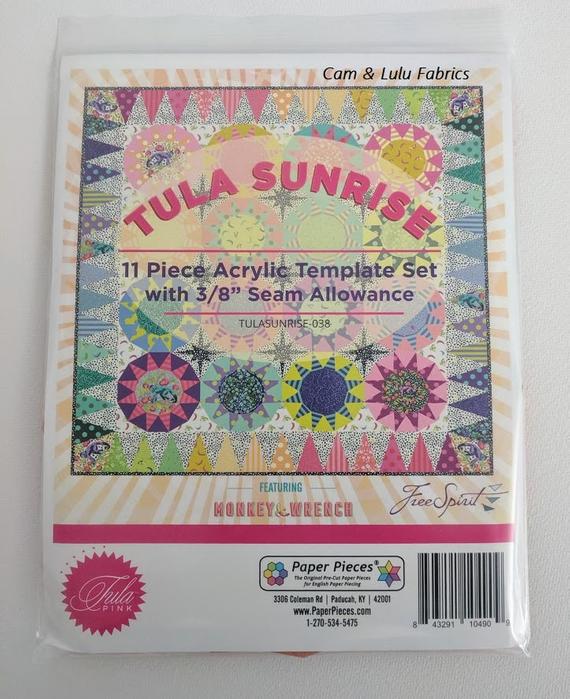 Cam & Lulu Fabrics
TULA SUNRISE
11 Piece Acrylic Template Set
with 3/8” Seam Allowance
TULASUNRISE-038
FEATURING
MONKEY & WRENCH
FreeSpirit
Tula
PINK
Paper Pieces®
The Original Pre-Cut Paper Pieces
for English Paper Piecing
3306 Coleman Rd | Paducah, KY | 42001
www.PaperPieces.com
1-270-534-5475
8 43291 10490 9